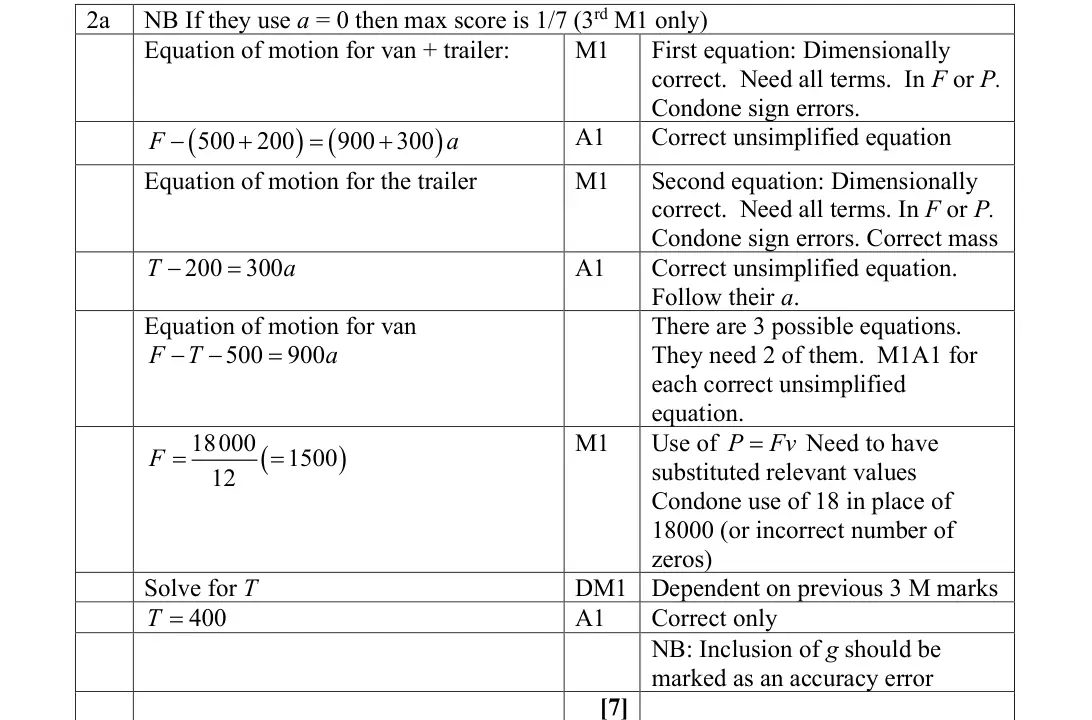 2a NB If they use a = 0 then max score is 1/7 (3rd M1 only)
Equation of motion for van + trailer: M1 First equation: Dimensionally
correct. Need all terms. In F or P.
Condone sign errors.
F − (500 + 200) = (900 + 300) a A1 Correct unsimplified equation
Equation of motion for the trailer M1 Second equation: Dimensionally
correct. Need all terms. In F or P.
Condone sign errors. Correct mass
T − 200 = 300a A1 Correct unsimplified equation.
Follow their a.
Equation of motion for van There are 3 possible equations.
F − T − 500 = 900a They need 2 of them. M1A1 for
each correct unsimplified
equation.
F = 18000/12 (= 1500) M1 Use of P = Fv Need to have
substituted relevant values
Condone use of 18 in place of
18000 (or incorrect number of
zeros)
Solve for T DM1 Dependent on previous 3 M marks
T = 400 A1 Correct only
NB: Inclusion of g should be
marked as an accuracy error
[7]